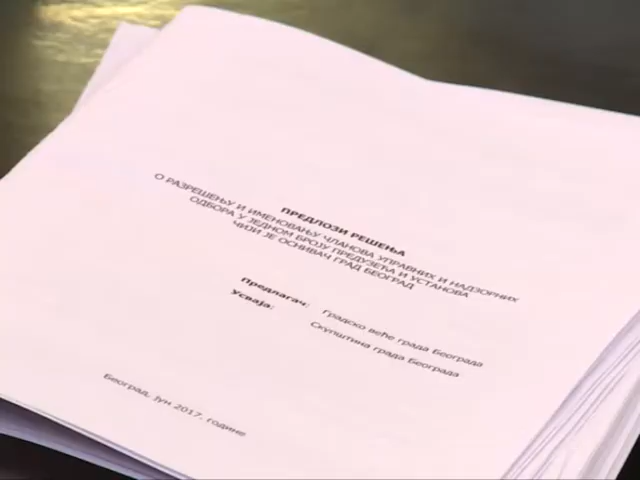 ПРЕДЛОЗИ РЕШЕЊА
О РАЗРЕШЕЊУ И ИМЕНОВАЊУ ЧЛАНОВА УПРАВНИХ И НАДЗОРНИХ
ОДБОРА У ЈЕДНОМ БРОЈУ ПРЕДУЗЕЋА И УСТАНОВА
ЧИЈИ ЈЕ ОСНИВАЧ ГРАД БЕОГРАД
Предлагач: Градско веће града Београда
Усваја: Скупштина града Београда
Београд, јун 2017. године